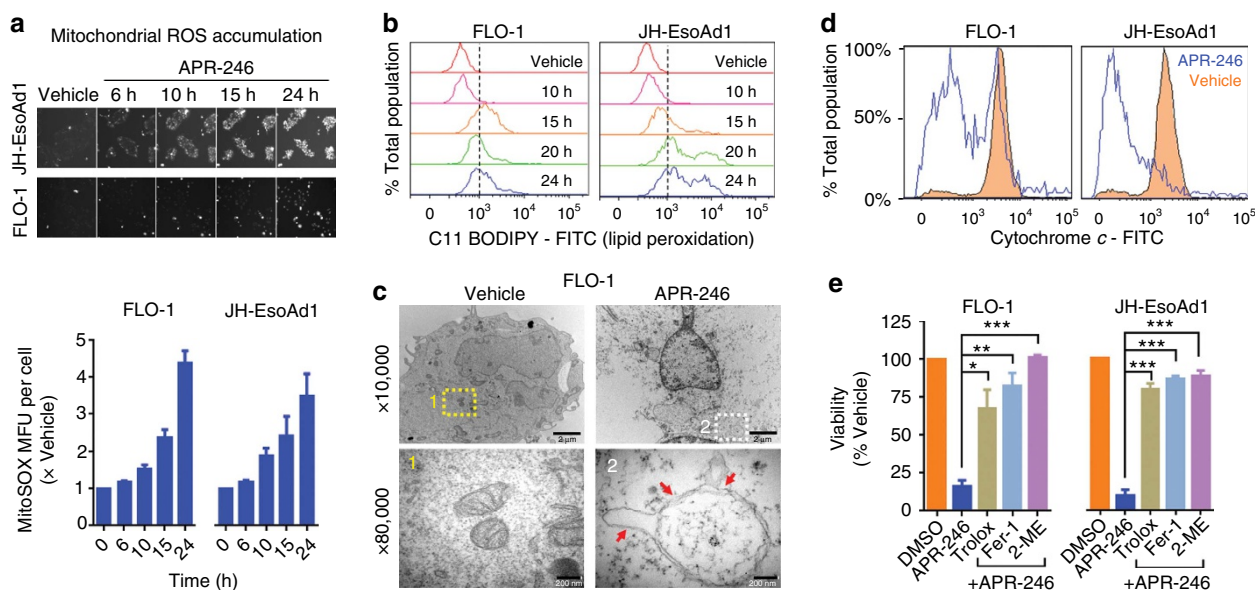 a
Mitochondrial ROS accumulation
APR-246
Vehicle 6 h 10 h 15 h 24 h
JH-EsoAd1
FLO-1
FLO-1 JH-EsoAd1
MitoSOX MFU per cell
(× Vehicle)
5
4
3
2
1
0
0 6 10 15 24 0 6 10 15 24
Time (h)
b
FLO-1 JH-EsoAd1
% Total population
Vehicle Vehicle
10 h 10 h
15 h 15 h
20 h 20 h
24 h 24 h
0 10³ 10⁴ 10⁵ 0 10³ 10⁴ 10⁵
C11 BODIPY - FITC (lipid peroxidation)
c
FLO-1
Vehicle APR-246
×10,000
1
2 μm
2
2 μm
×80,000
1
200 nm
2
200 nm
d
FLO-1 JH-EsoAd1
% Total population
100%
50%
0%
APR-246
Vehicle
0 10³ 10⁴ 10⁵ 0 10³ 10⁴ 10⁵
Cytochrome c - FITC
e
FLO-1 JH-EsoAd1
Viability
(% Vehicle)
125
100
75
50
25
0
***
**
*
***
***
***
DMSO APR-246 Trolox Fer-1 2-ME DMSO APR-246 Trolox Fer-1 2-ME
+APR-246 +APR-246